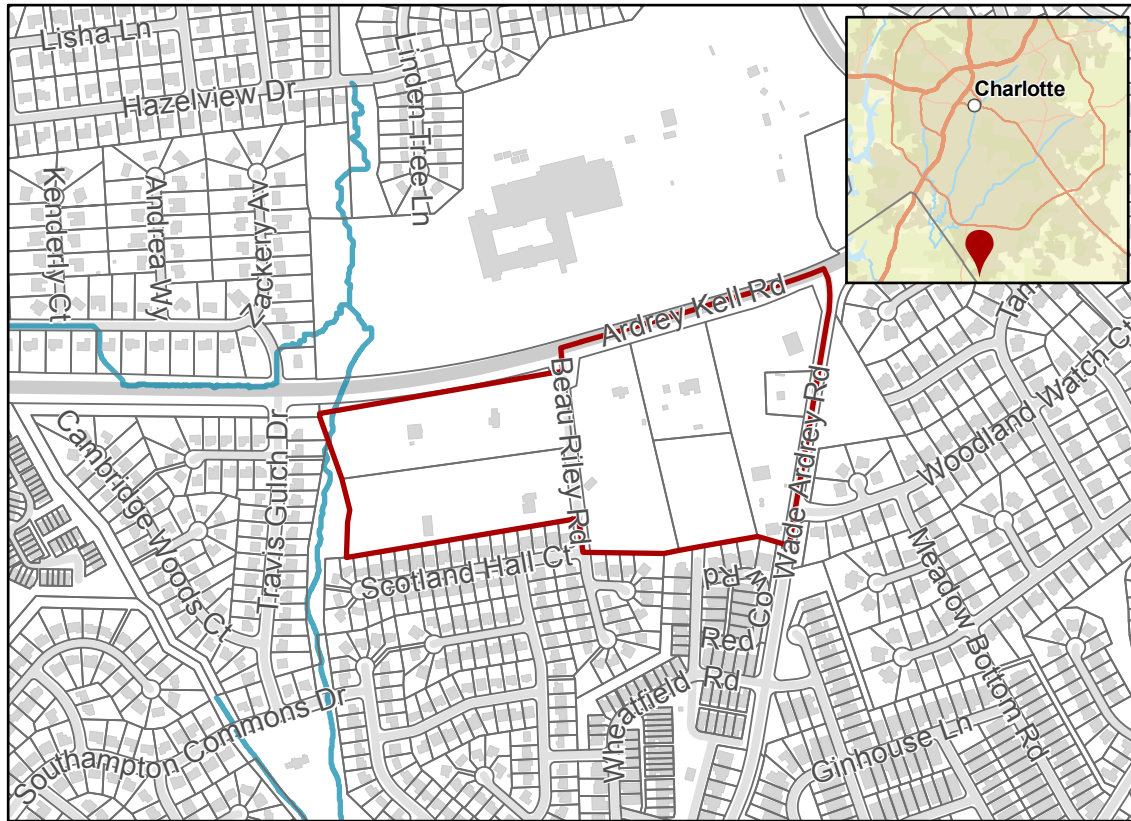 Lisha Ln
Hazelview Dr
Linden Tree Ln
Charlotte
Kenderly Ct
Andrea Wy
Zackery Av
Ardrey Kell Rd
Tam
Beau Riley Rd
Wade Ardrey Rd
Woodland Watch Ct
Cambridge Woods Ct
Travis Gulch Dr
Scotland Hall Ct
Meadow Bottom Rd
Red
Cow
Rd
Wheatfield Rd
Southampton Commons Dr
Ginhouse Ln